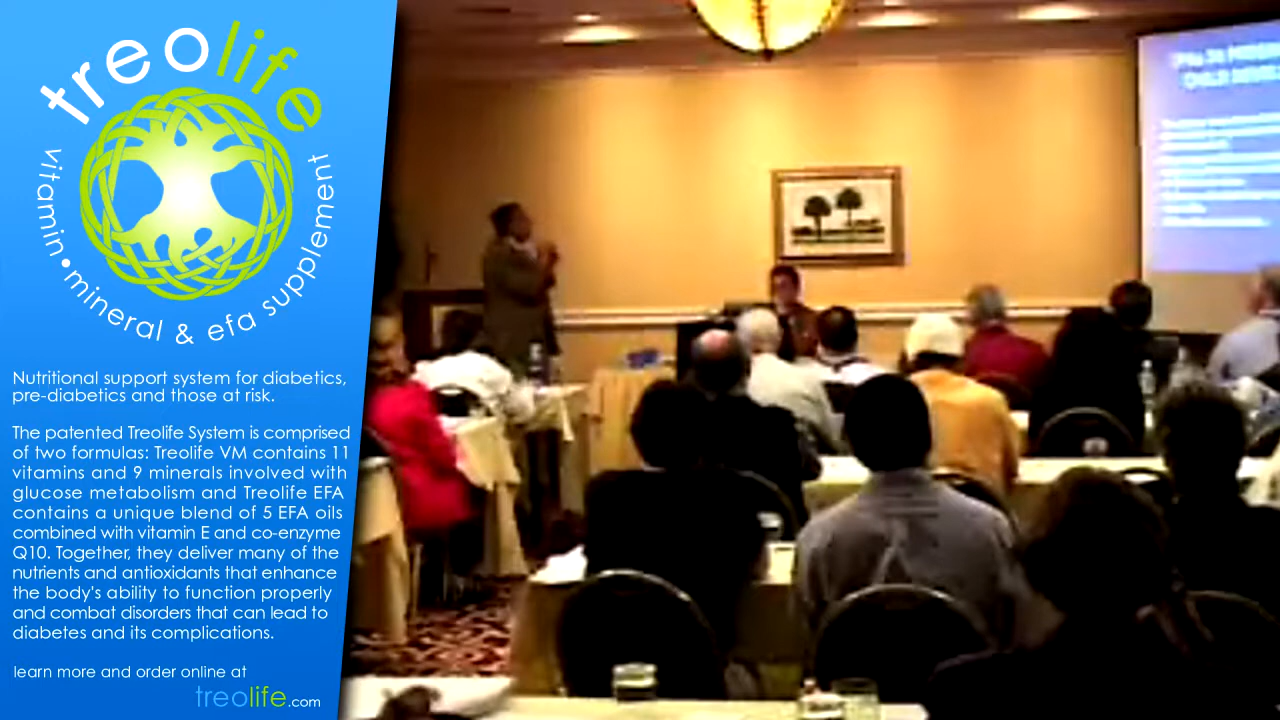 treolife
vitamin • mineral & efa supplement
Nutritional support system for diabetics,
pre-diabetics and those at risk.
The patented Treolife System is comprised
of two formulas: Treolife VM contains 11
vitamins and 9 minerals involved with
glucose metabolism and Treolife EFA
contains a unique blend of 5 EFA oils
combined with vitamin E and co-enzyme
Q10. Together, they deliver many of the
nutrients and antioxidants that enhance
the body's ability to function properly
and combat disorders that can lead to
diabetes and its complications.
learn more and order online at
treolife.com